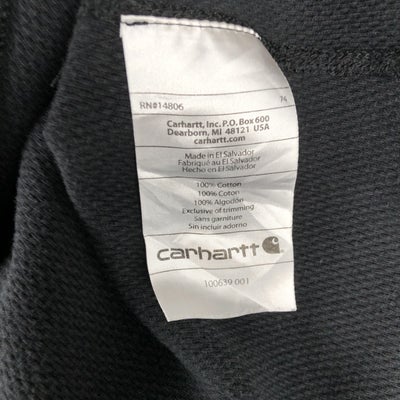 RN#14806 74
Carhartt, Inc. P.O. Box 600
Dearborn, MI 48121 USA
carhartt.com
Made in El Salvador
Fabriqué au El Salvador
Hecho en El Salvador
100% Cotton
100% Coton
100% Algodón
Exclusive of trimming
Sans garniture
Sin incluir adorno
carhartt
100639 001